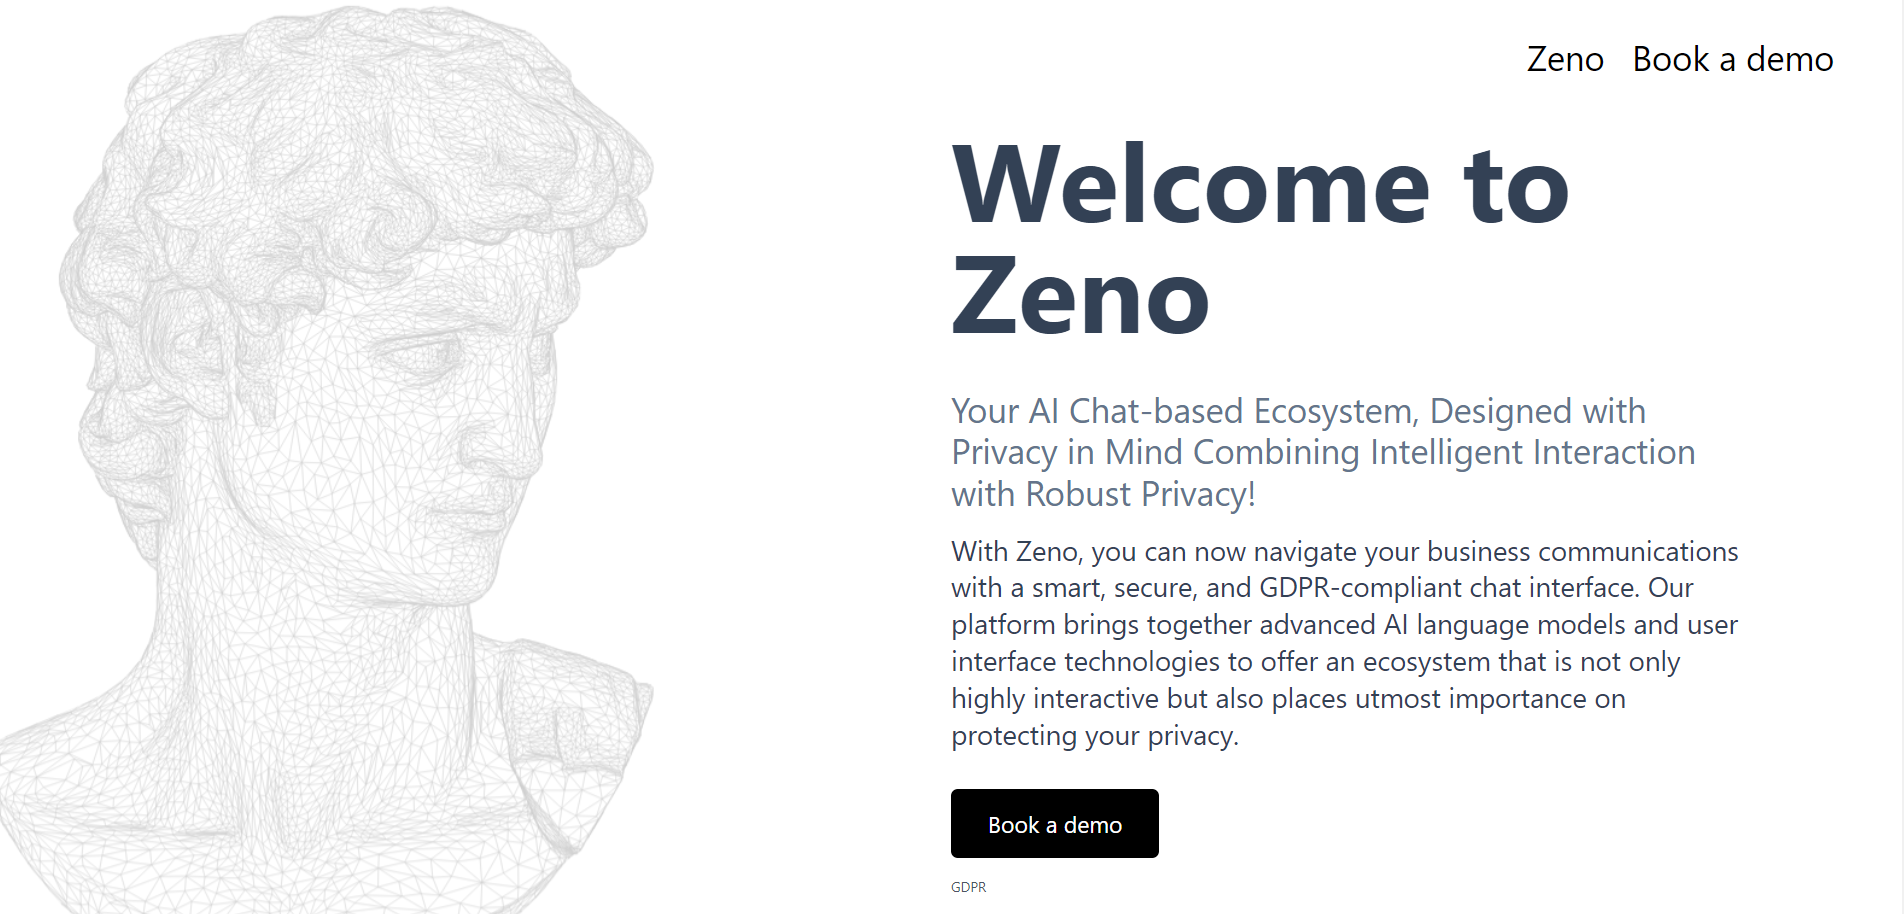 Zeno Book a demo
Welcome to
Zeno
Your AI Chat-based Ecosystem, Designed with
Privacy in Mind Combining Intelligent Interaction
with Robust Privacy!
With Zeno, you can now navigate your business communications
with a smart, secure, and GDPR-compliant chat interface. Our
platform brings together advanced AI language models and user
interface technologies to offer an ecosystem that is not only
highly interactive but also places utmost importance on
protecting your privacy.
Book a demo
GDPR